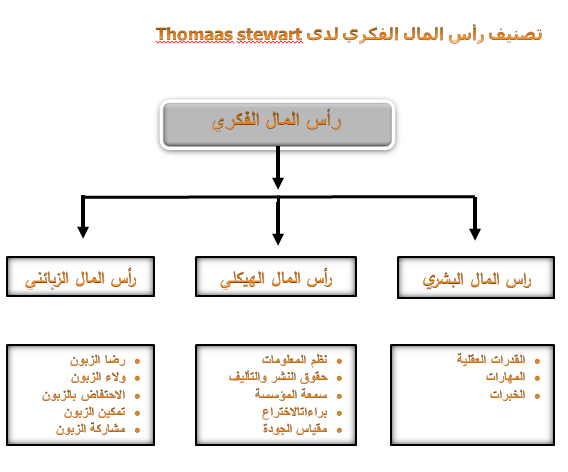 تصنيف رأس المال الفكري لدى Thomaas stewart
رأس المال الفكري
راس المال البشري
رأس المال الهيكلي
رأس المال الزبائني
القدرات العقلية
المهارات
الخبرات
نظم المعلومات
حقوق النشر والتأليف
سمعة المؤسسة
براءاتالاختراع
مقياس الجودة
رضا الزبون
ولاء الزبون
الاحتفاض بالزبون
تمكين الزبون
مشاركة الزبون